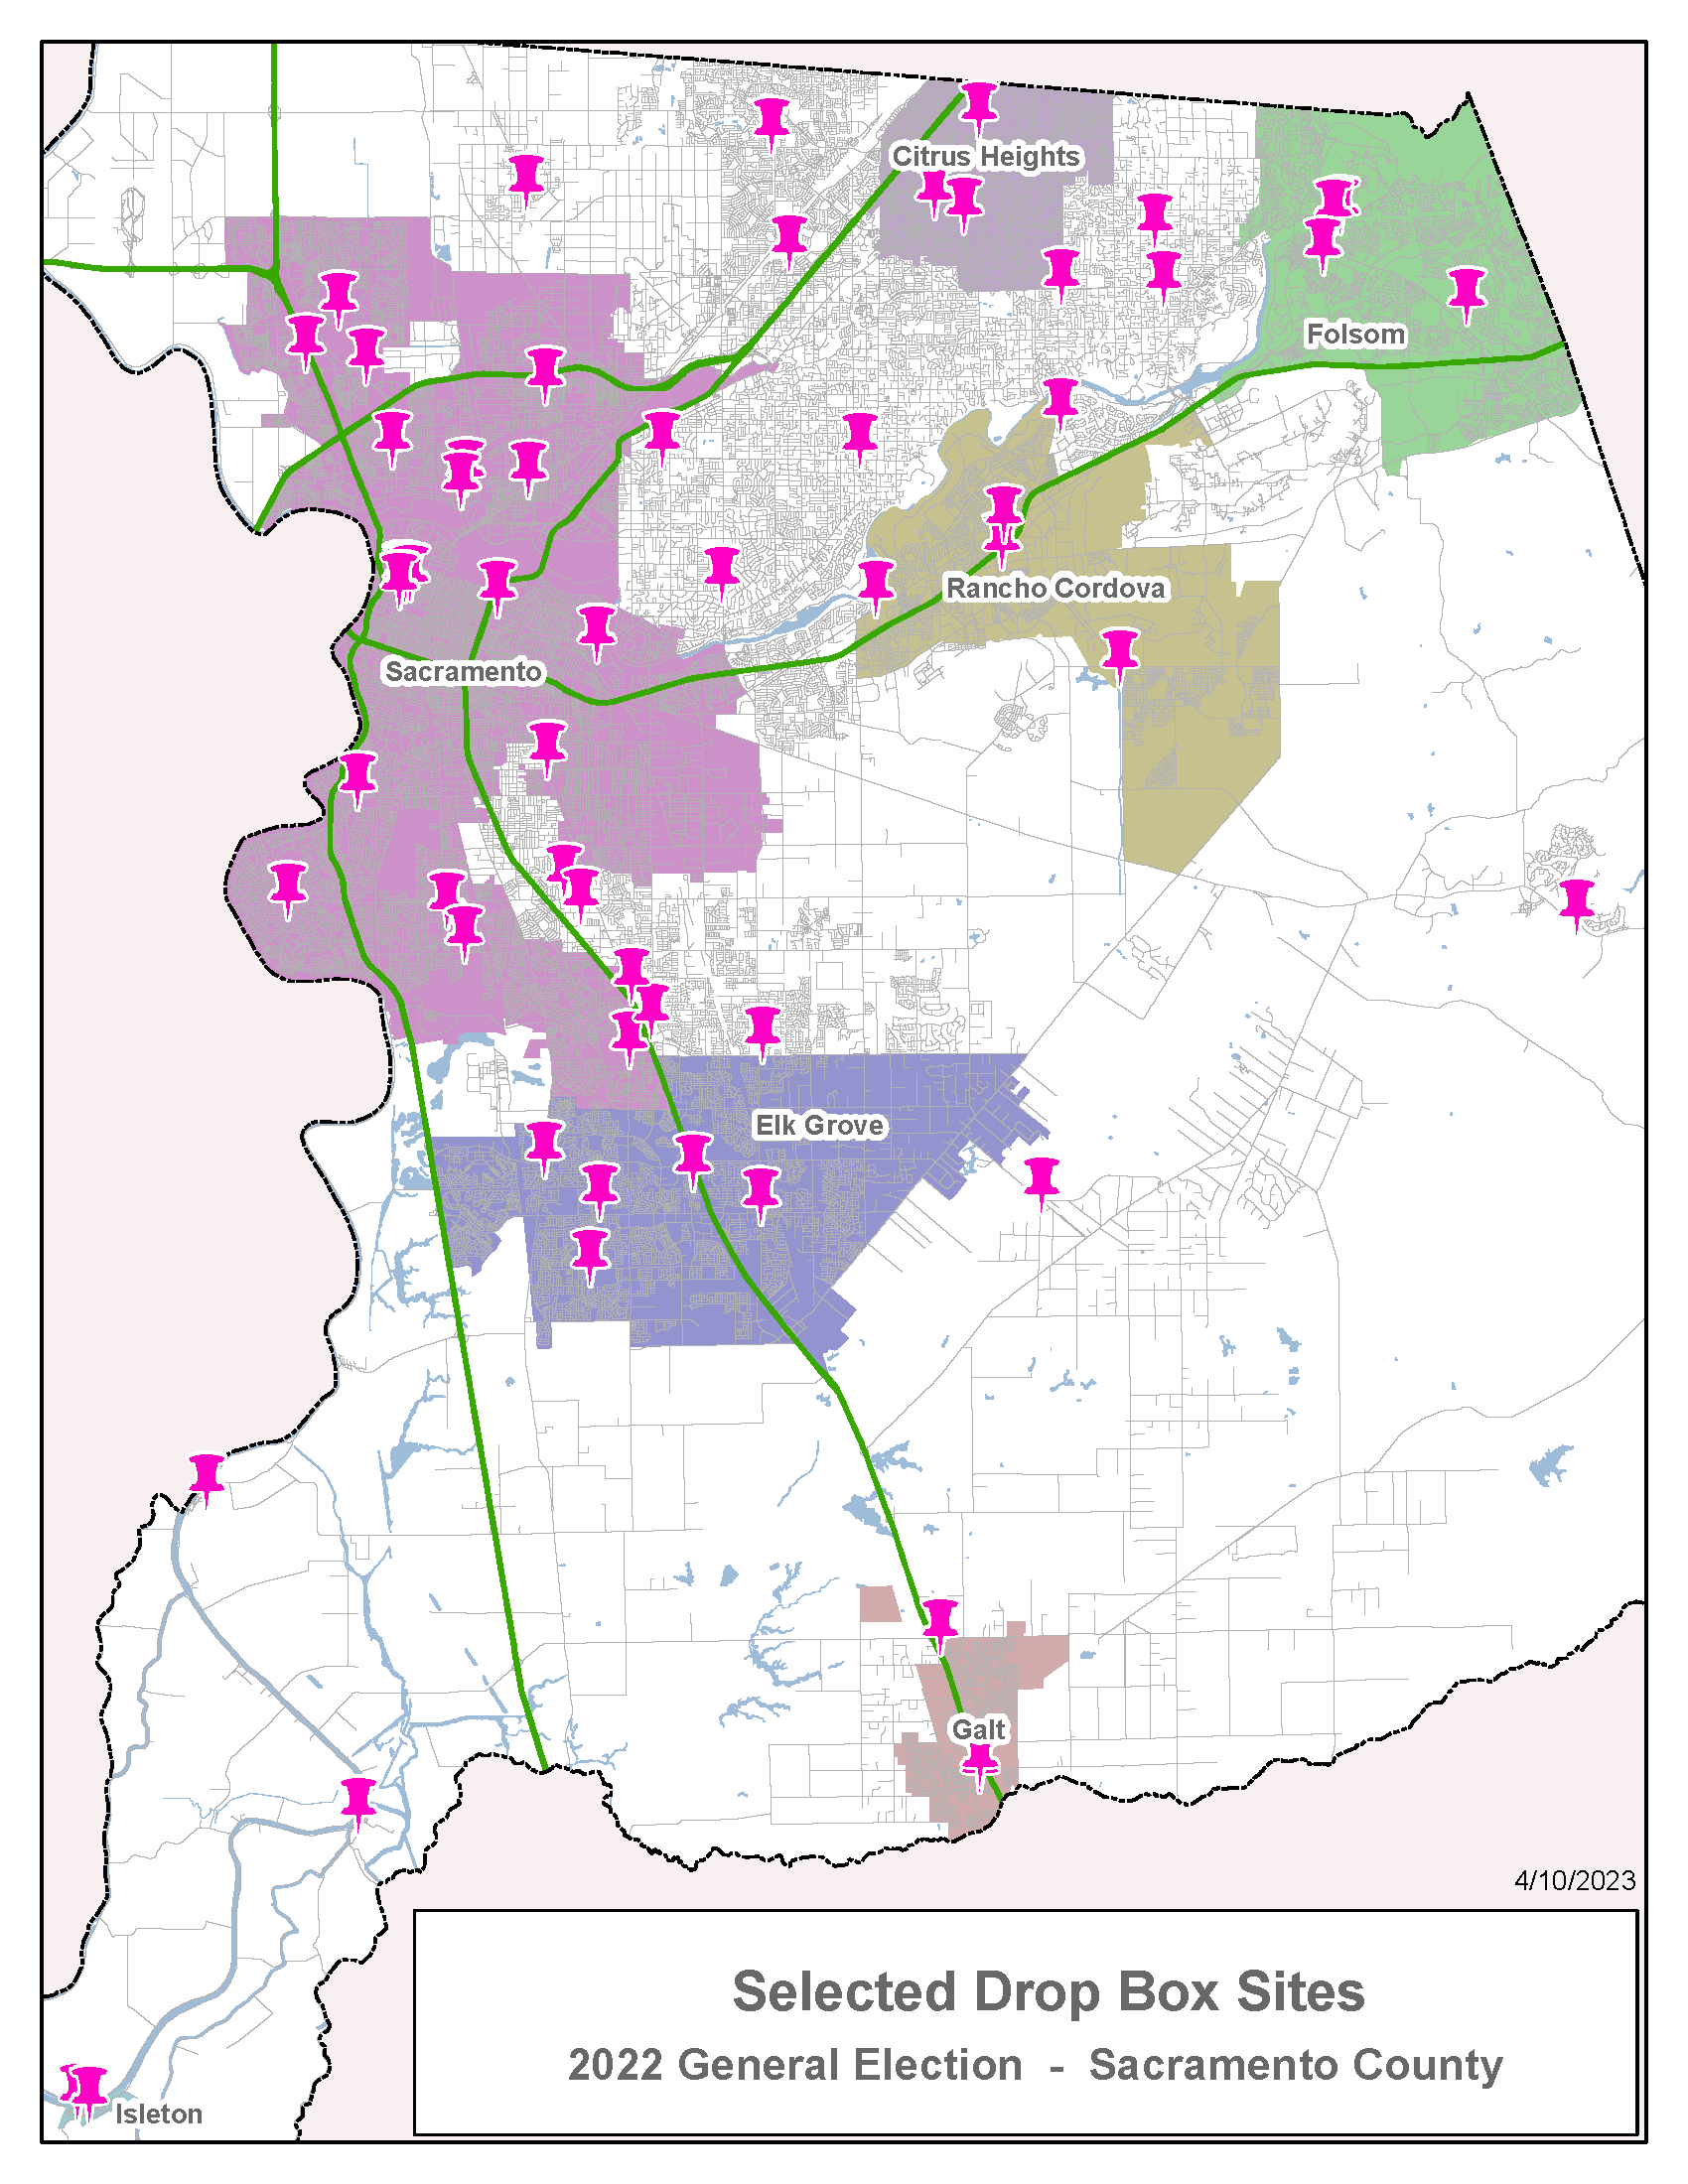 Citrus Heights
Folsom
Rancho Cordova
Sacramento
Elk Grove
Galt
4/10/2023
Selected Drop Box Sites
2022 General Election - Sacramento County
Isleton